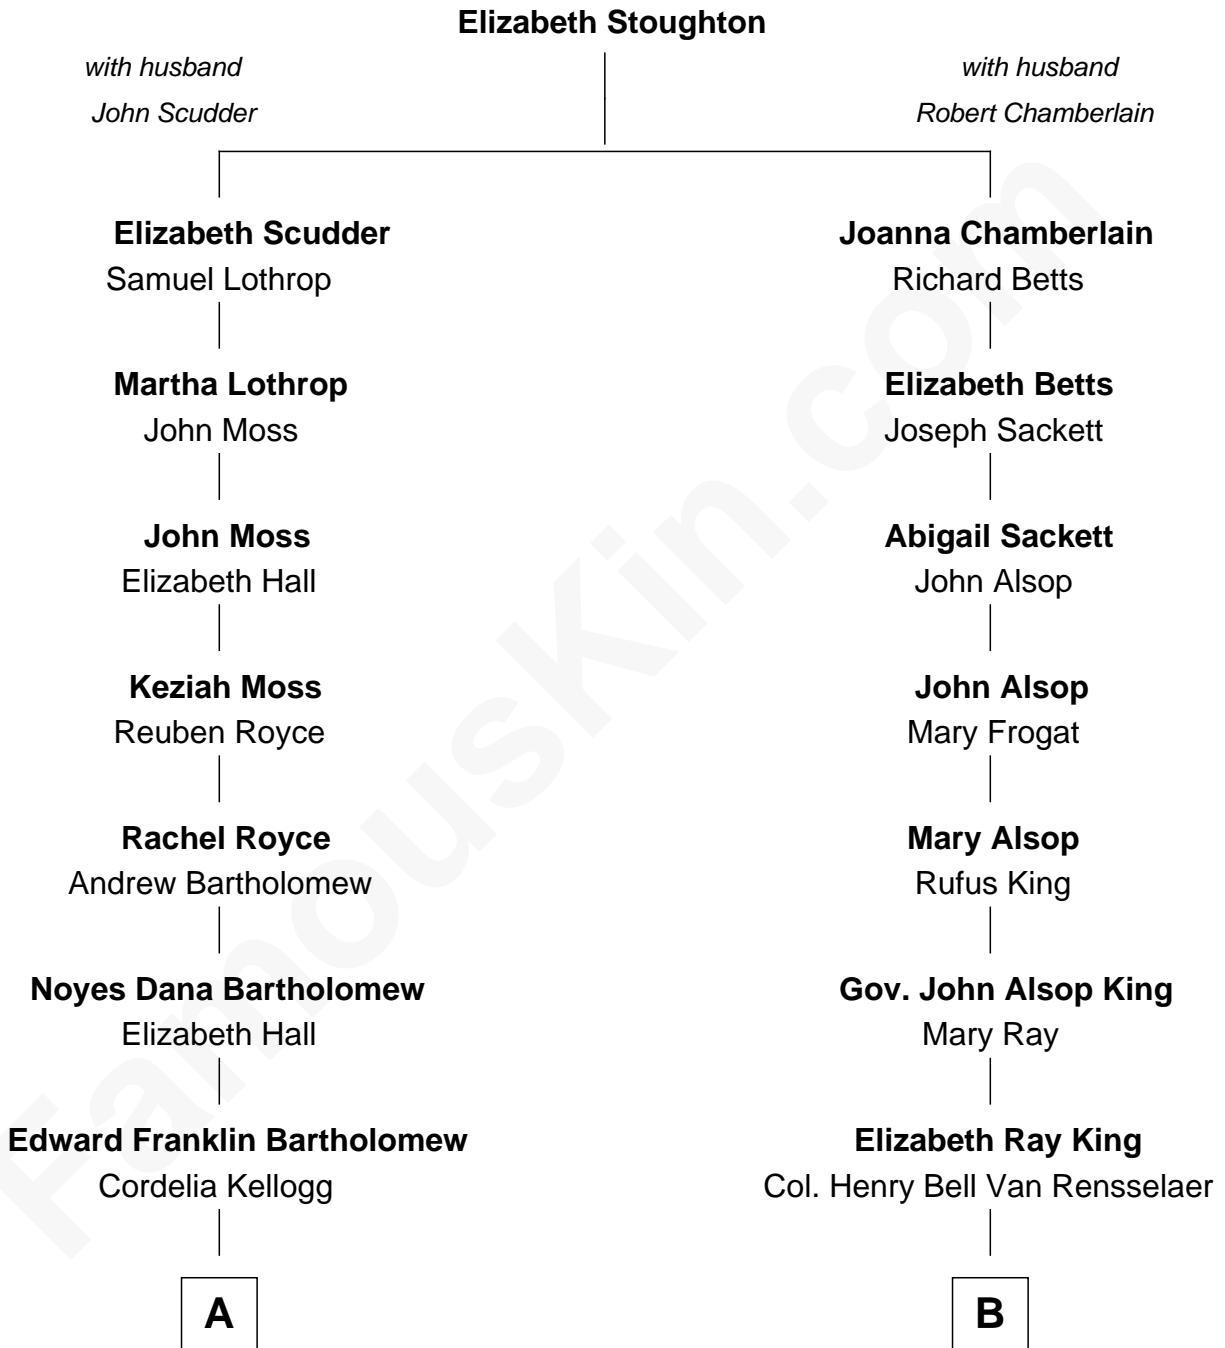 Elizabeth Stoughton
with husband
John Scudder
with husband
Robert Chamberlain
Elizabeth Scudder
Samuel Lothrop
Joanna Chamberlain
Richard Betts
Martha Lothrop
John Moss
Elizabeth Betts
Joseph Sackett
John Moss
Elizabeth Hall
Abigail Sackett
John Alsop
Keziah Moss
Reuben Royce
John Alsop
Mary Frogat
Rachel Royce
Andrew Bartholomew
Mary Alsop
Rufus King
Noyes Dana Bartholomew
Elizabeth Hall
Gov. John Alsop King
Mary Ray
Edward Franklin Bartholomew
Cordelia Kellogg
Elizabeth Ray King
Col. Henry Bell Van Rensselaer
A
B
FamousKin.com